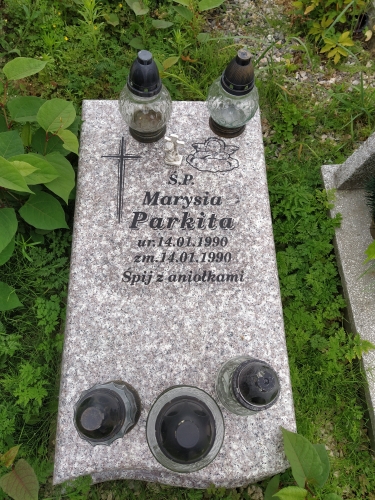 Ś.P.
Marysia
Parkita
ur.14.01.1990
zm.14.01.1990
Śpij z aniołkami